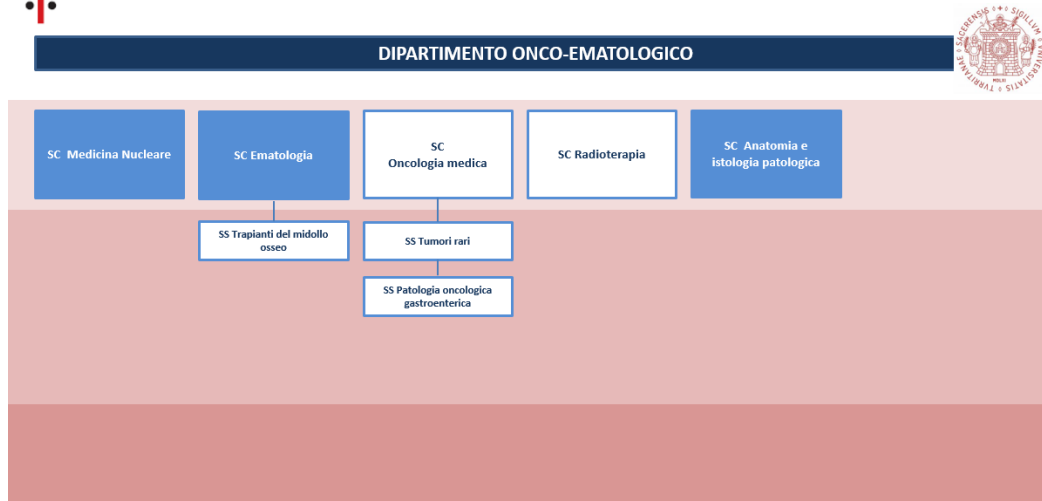 DIPARTIMENTO ONCO-EMATOLOGICO
SC Medicina Nucleare
SC Ematologia
SC
Oncologia medica
SC Radioterapia
SC Anatomia e
istologia patologica
SS Trapianti del midollo
osseo
SS Tumori rari
SS Patologia oncologica
gastroenterica